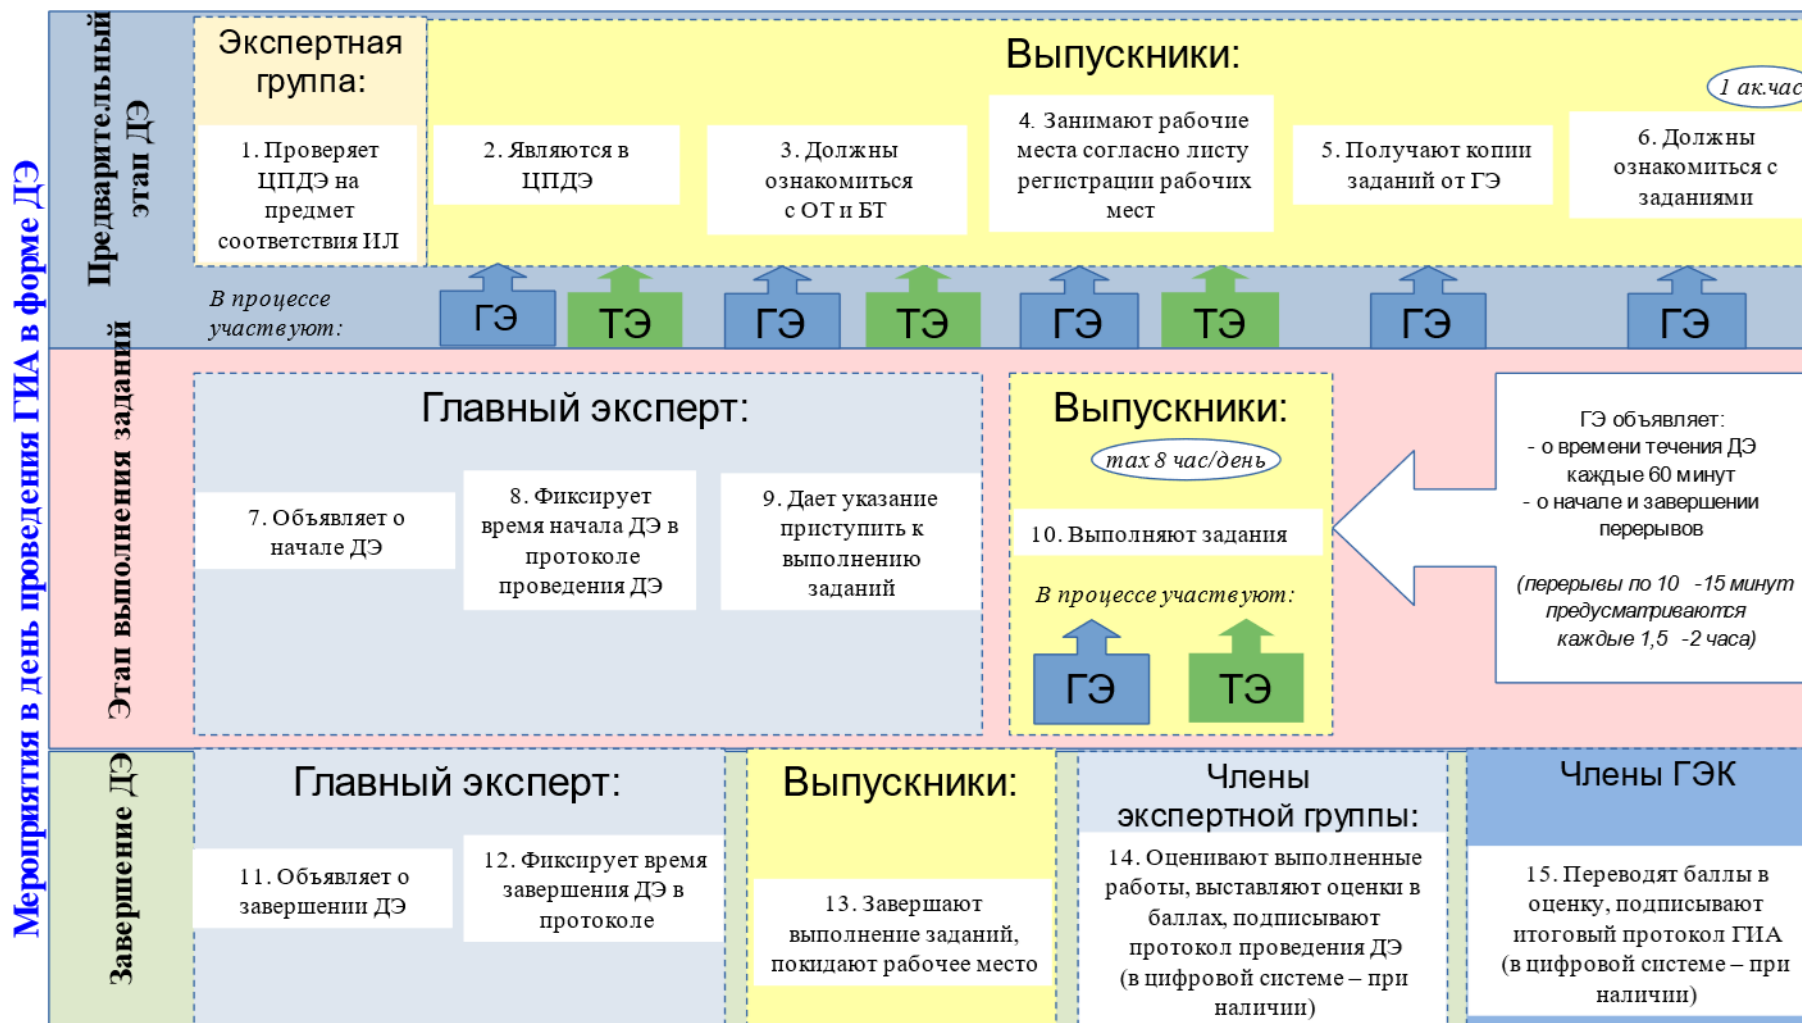 Мероприятия в день проведения ГИА в форме ДЭ
Предварительный
этап ДЭ
Экспертная
группа:
1. Проверяет
ЦПДЭ на
предмет
соответствия ИЛ
Выпускники:
1 ак.час
2. Являются в
ЦПДЭ
3. Должны
ознакомиться
с ОТ и БТ
4. Занимают рабочие
места согласно листу
регистрации рабочих
мест
5. Получают копии
заданий от ГЭ
6. Должны
ознакомиться с
заданиями
В процессе
участвуют:
ГЭ
ТЭ
ГЭ
ТЭ
ГЭ
ТЭ
ГЭ
ГЭ
Этап выполнения заданий
Главный эксперт:
7. Объявляет о
начале ДЭ
8. Фиксирует
время начала ДЭ в
протоколе
проведения ДЭ
9. Дает указание
приступить к
выполнению
заданий
Выпускники:
max 8 час/день
10. Выполняют задания
В процессе участвуют:
ГЭ
ТЭ
ГЭ объявляет:
- о времени течения ДЭ
каждые 60 минут
- о начале и завершении
перерывов
(перерывы по 10 -15 минут
предусматриваются
каждые 1,5 -2 часа)
Завершение ДЭ
Главный эксперт:
11. Объявляет о
завершении ДЭ
12. Фиксирует время
завершения ДЭ в
протоколе
Выпускники:
13. Завершают
выполнение заданий,
покидают рабочее место
Члены
экспертной группы:
14. Оценивают выполненные
работы, выставляют оценки в
баллах, подписывают
протокол проведения ДЭ
(в цифровой системе – при
наличии)
Члены ГЭК
15. Переводят баллы в
оценку, подписывают
итоговый протокол ГИА
(в цифровой системе – при
наличии)